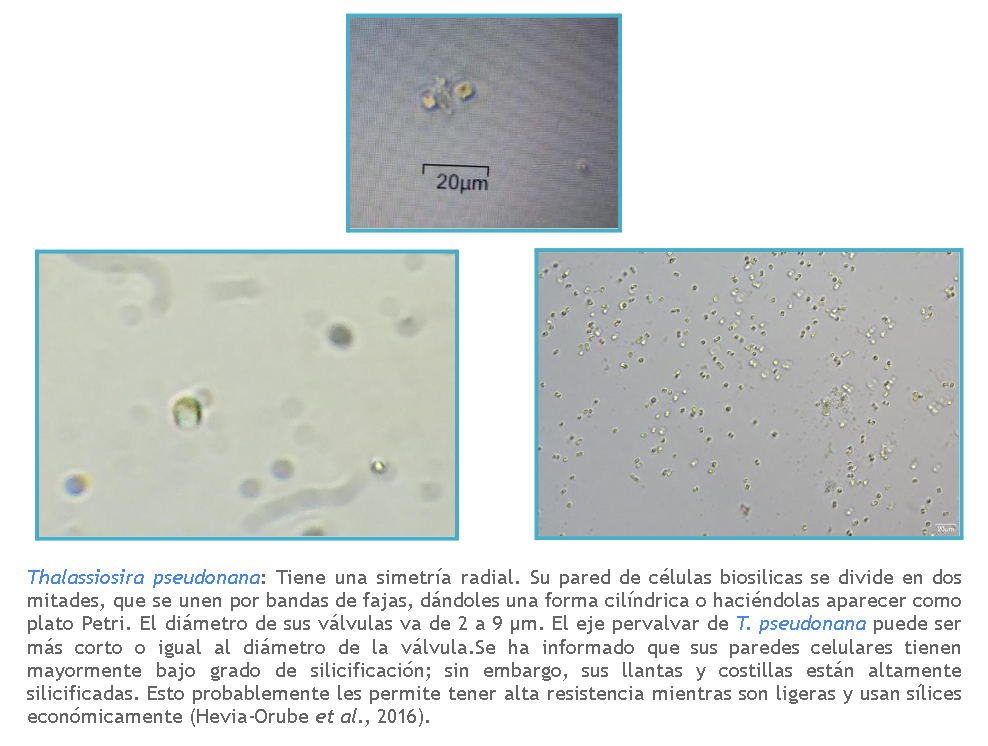 20μm
20μm
Thalassiosira pseudonana: Tiene una simetría radial. Su pared de células biosilicas se divide en dos
mitades, que se unen por bandas de fajas, dándoles una forma cilíndrica o haciéndolas aparecer como
plato Petri. El diámetro de sus válvulas va de 2 a 9 μm. El eje pervalvar de T. pseudonana puede ser
más corto o igual al diámetro de la válvula.Se ha informado que sus paredes celulares tienen
mayormente bajo grado de silicificación; sin embargo, sus llantas y costillas están altamente
silicificadas. Esto probablemente les permite tener alta resistencia mientras son ligeras y usan sílices
económicamente (Hevia-Orube et al., 2016).